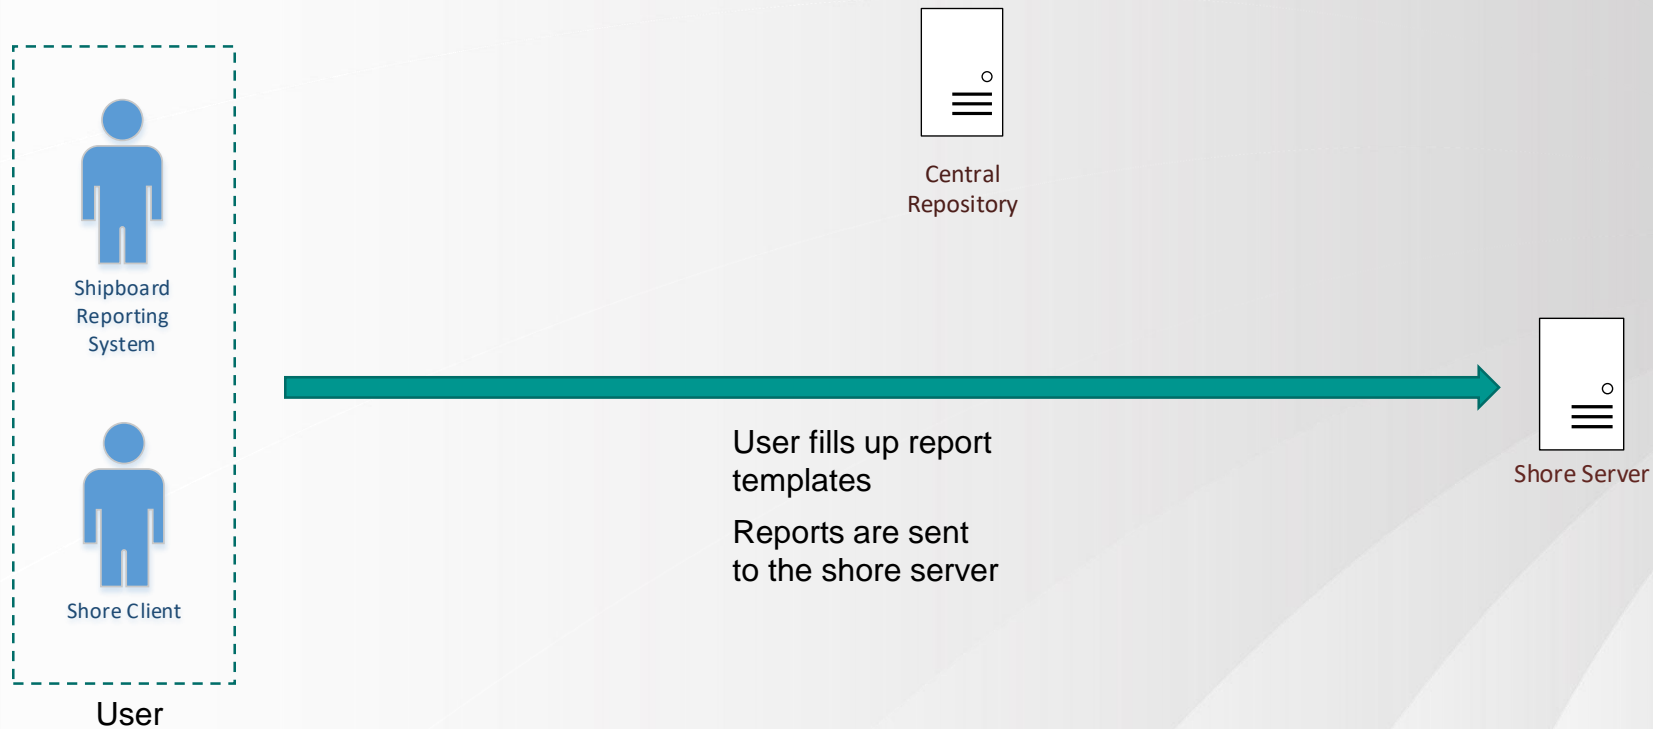 Central
Repository
Shipboard
Reporting
System
Shore Client
User
User fills up report
templates
Reports are sent
to the shore server
Shore Server